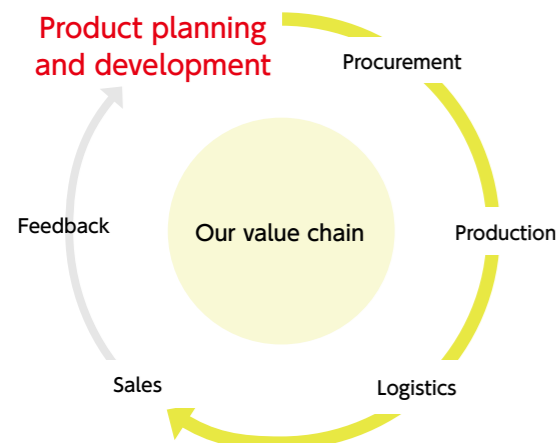 Product planning
and development
Procurement
Our value chain
Feedback
Production
Sales
Logistics